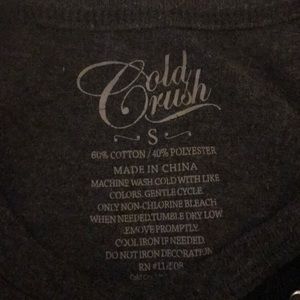 Cold
Crush
S
60% COTTON / 40% POLYESTER
MADE IN CHINA
MACHINE WASH COLD WITH LIKE
COLORS. GENTLE CYCLE.
ONLY NON-CHLORINE BLEACH
WHEN NEEDED.TUMBLE DRY LOW
REMOVE PROMPTLY.
COOL IRON IF NEEDED.
DO NOT IRON DECORATION
RN